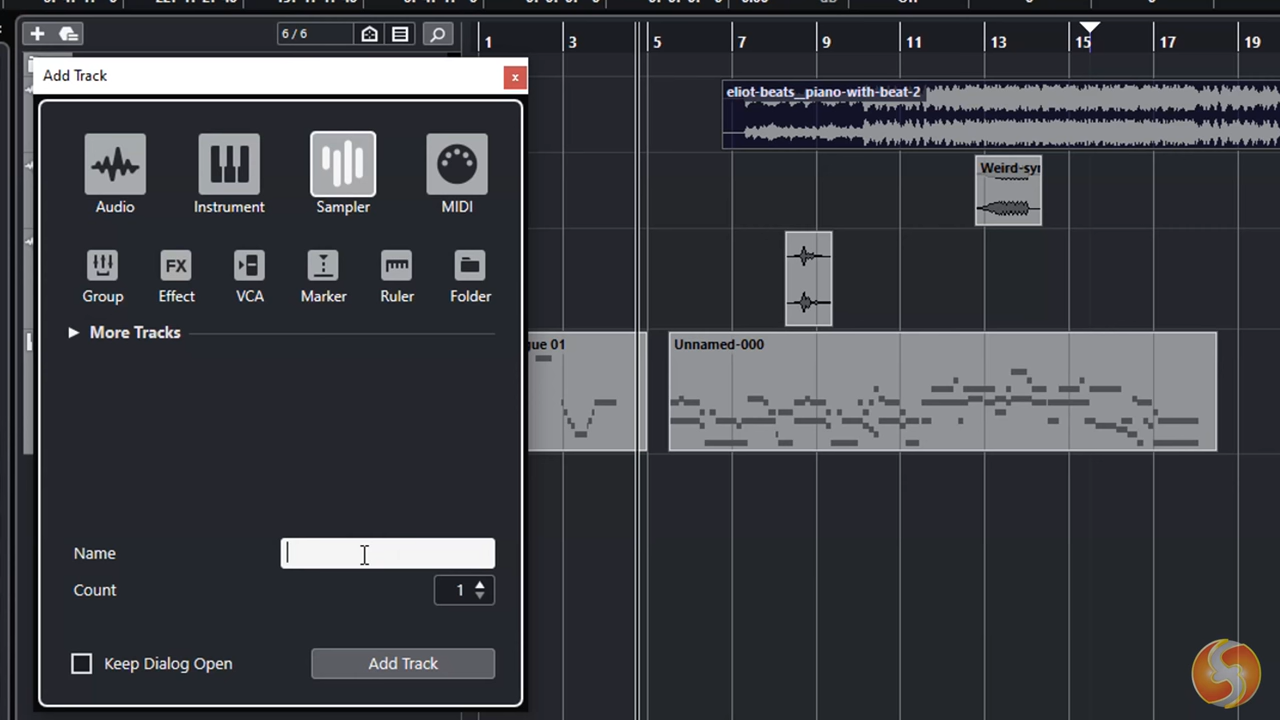 6 / 6
1 3 5 7 9 11 13 15 17 19
Add Track
x
Audio Instrument Sampler MIDI
FX
Group Effect VCA Marker Ruler Folder
More Tracks
Name
Count 1
Keep Dialog Open Add Track
eliot-beats__piano-with-beat-2
Weird-syn
gue 01
Unnamed-000